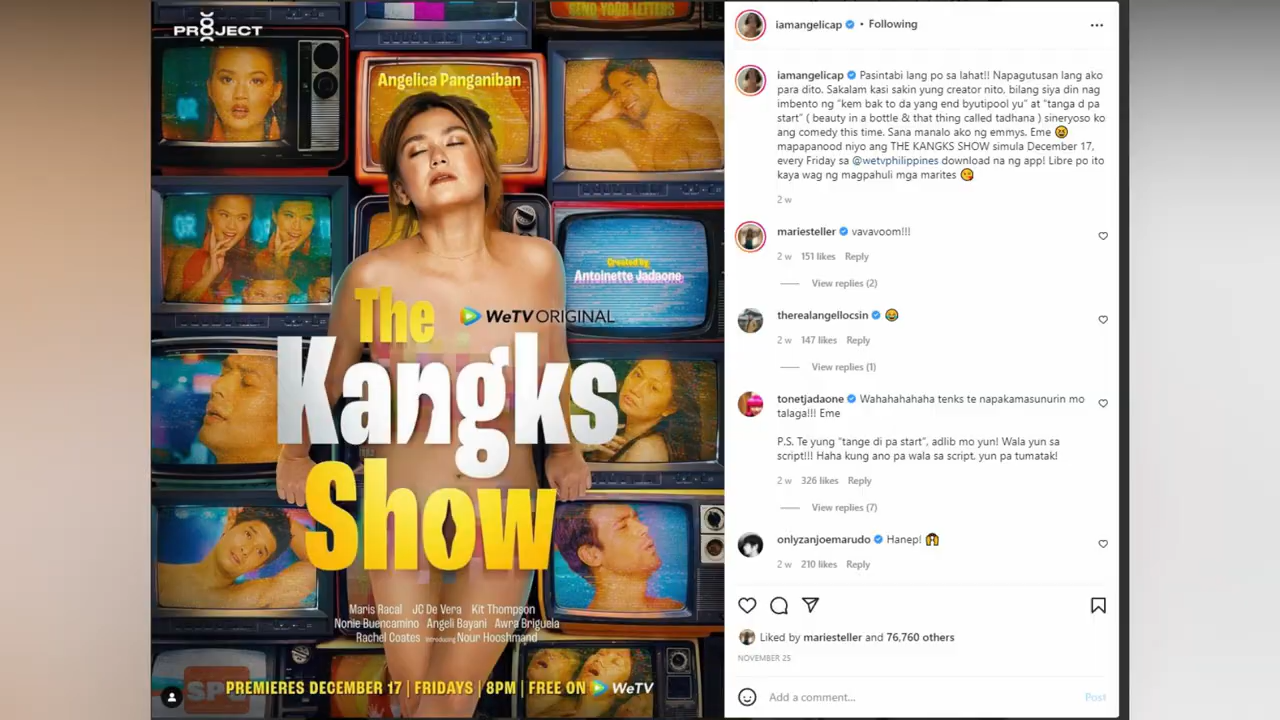 PROJECT
SEND YOUR LETTERS
Angelica Panganiban
Created by
Antoinette Jadaone
The
WeTV ORIGINAL
Kangks
Show
Maris Racal JC De Vera Kit Thompson
Nonie Buencamino Angeli Bayani Awra Briguela
Rachel Coates Introducing Nour Hooshmand
SPG
PREMIERES DECEMBER 17 | FRIDAYS | 8PM | FREE ON WeTV
iamangelicap • Following
iamangelicap Pasintabi lang po sa lahat!! Napagutusan lang ako
para dito. Sakalam kasi sakin yung creator nito, bilang siya din nag
imbento ng “kem bak to da yang end byutipool yu” at “tanga d pa
start” ( beauty in a bottle & that thing called tadhana ) sineryoso ko
ang comedy this time. Sana manalo ako ng emmys. Eme 😆
mapapanood niyo ang THE KANGKS SHOW simula December 17,
every Friday sa @wetvphilippines download na ng app! Libre po ito
kaya wag ng magpahuli mga marites 😘
2 w
mariesteller vavavoom!!!
2 w 151 likes Reply
View replies (2)
therealangellocsin 😂
2 w 147 likes Reply
View replies (1)
tonetjadaone Wahahahahaha tenks te napakamasunurin mo
talaga!!! Eme
P.S. Te yung “tange di pa start”, adlib mo yun! Wala yun sa
script!!! Haha kung ano pa wala sa script, yun pa tumatak!
2 w 326 likes Reply
View replies (7)
onlyzanjoemarudo Hanep! 🙌
2 w 210 likes Reply
Liked by mariesteller and 76,760 others
NOVEMBER 25
Add a comment... Post